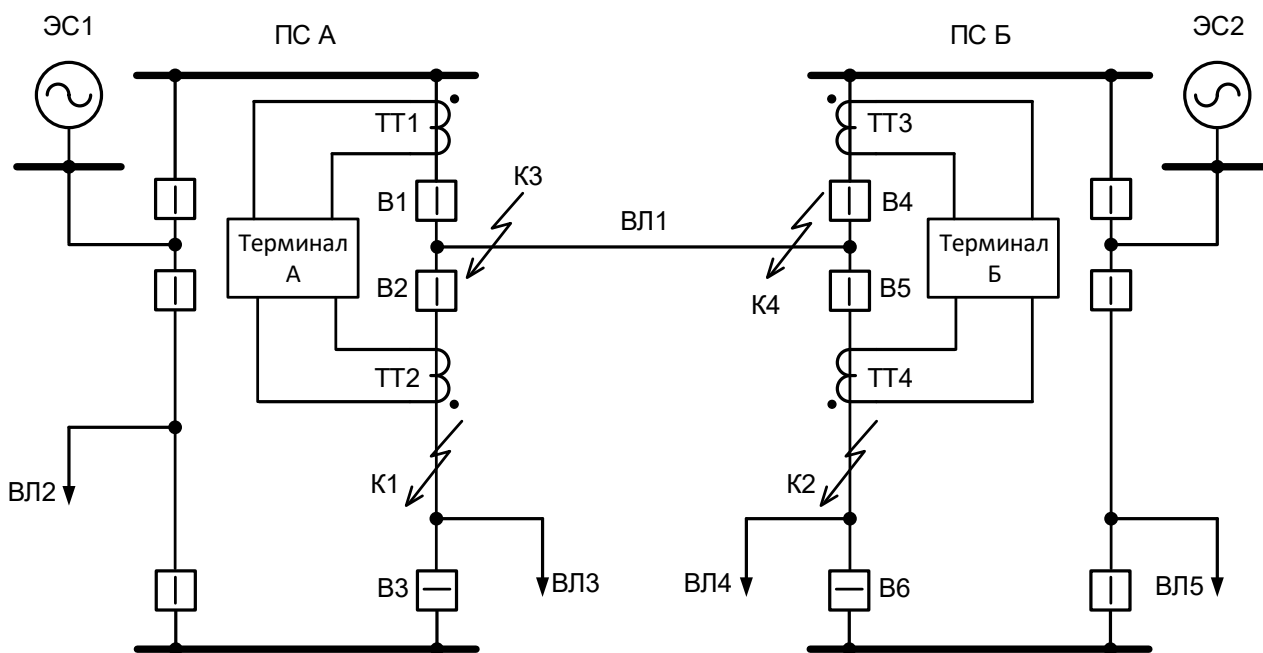 ЭС1
ПС А
ПС Б
ЭС2
ТТ1
ТТ3
К3
В1
В4
ВЛ1
Терминал
А
Терминал
Б
В2
К4
В5
ТТ2
ТТ4
К1
К2
ВЛ2
В3
ВЛ3
ВЛ4
В6
ВЛ5